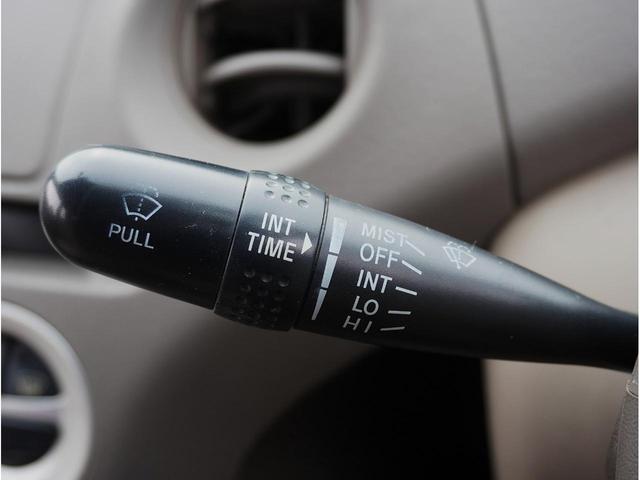 PULL
INT
TIME
MIST
OFF
INT
LO
HI